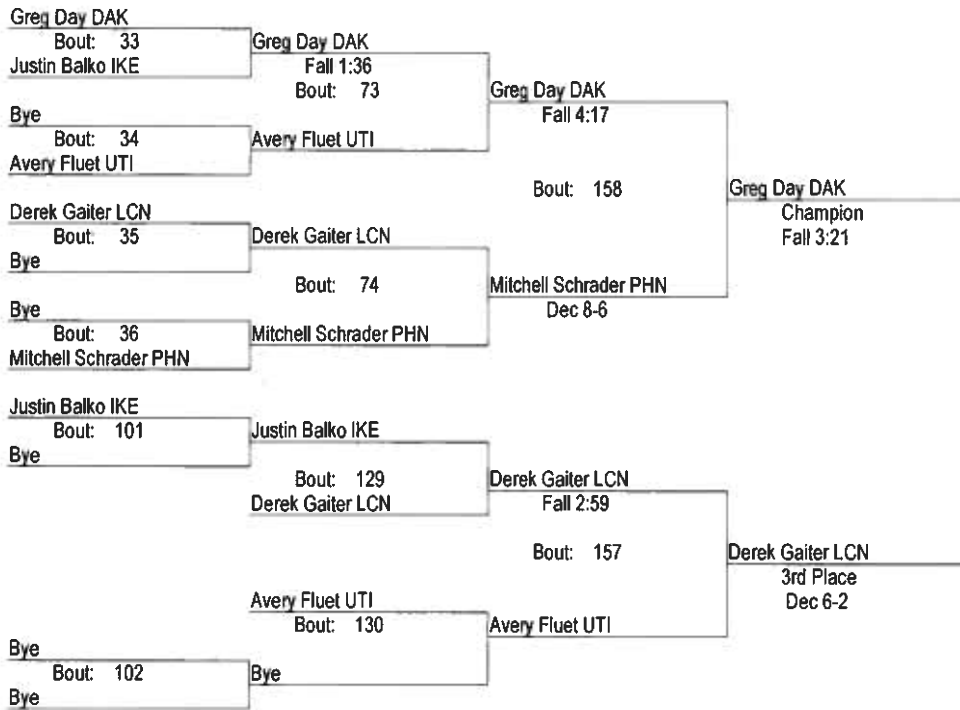 Greg Day DAK
Bout: 33
Justin Balko IKE
Greg Day DAK
Fall 1:36
Bout: 73
Bye
Bout: 34
Avery Fluet UTI
Avery Fluet UTI
Greg Day DAK
Fall 4:17
Bout: 158
Derek Gaiter LCN
Bout: 35
Bye
Derek Gaiter LCN
Bout: 74
Bye
Bout: 36
Mitchell Schrader PHN
Mitchell Schrader PHN
Mitchell Schrader PHN
Dec 8-6
Greg Day DAK
Champion
Fall 3:21
Justin Balko IKE
Bout: 101
Bye
Justin Balko IKE
Bout: 129
Derek Gaiter LCN
Derek Gaiter LCN
Fall 2:59
Bout: 157
Avery Fluet UTI
Bout: 130
Bye
Bout: 102
Bye
Bye
Avery Fluet UTI
Derek Gaiter LCN
3rd Place
Dec 6-2